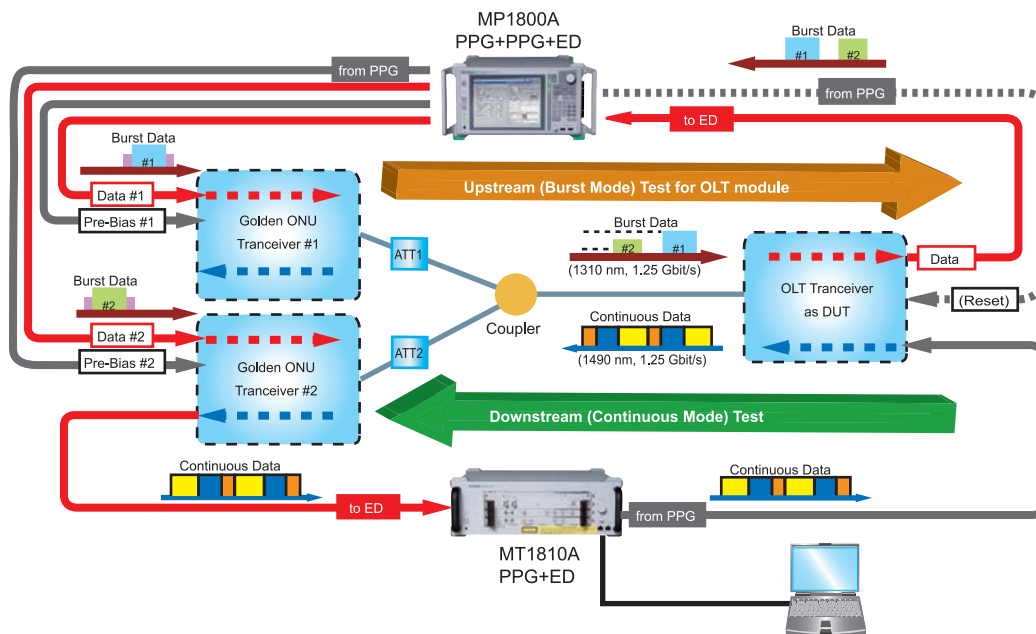 MP1800A
PPG+PPG+ED
Burst Data
#1
#2
from PPG
from PPG
to ED
Burst Data
#1
Upstream (Burst Mode) Test for OLT module
Data #1
Pre-Bias #1
Golden ONU
Tranceiver #1
ATT1
Burst Data
#2
#1
(1310 nm, 1.25 Gbit/s)
Data
OLT Tranceiver
as DUT
(Reset)
Burst Data
#2
Coupler
Continuous Data
(1490 nm, 1.25 Gbit/s)
Data #2
Pre-Bias #2
Golden ONU
Tranceiver #2
ATT2
Downstream (Continuous Mode) Test
Continuous Data
Continuous Data
to ED
from PPG
MT1810A
PPG+ED